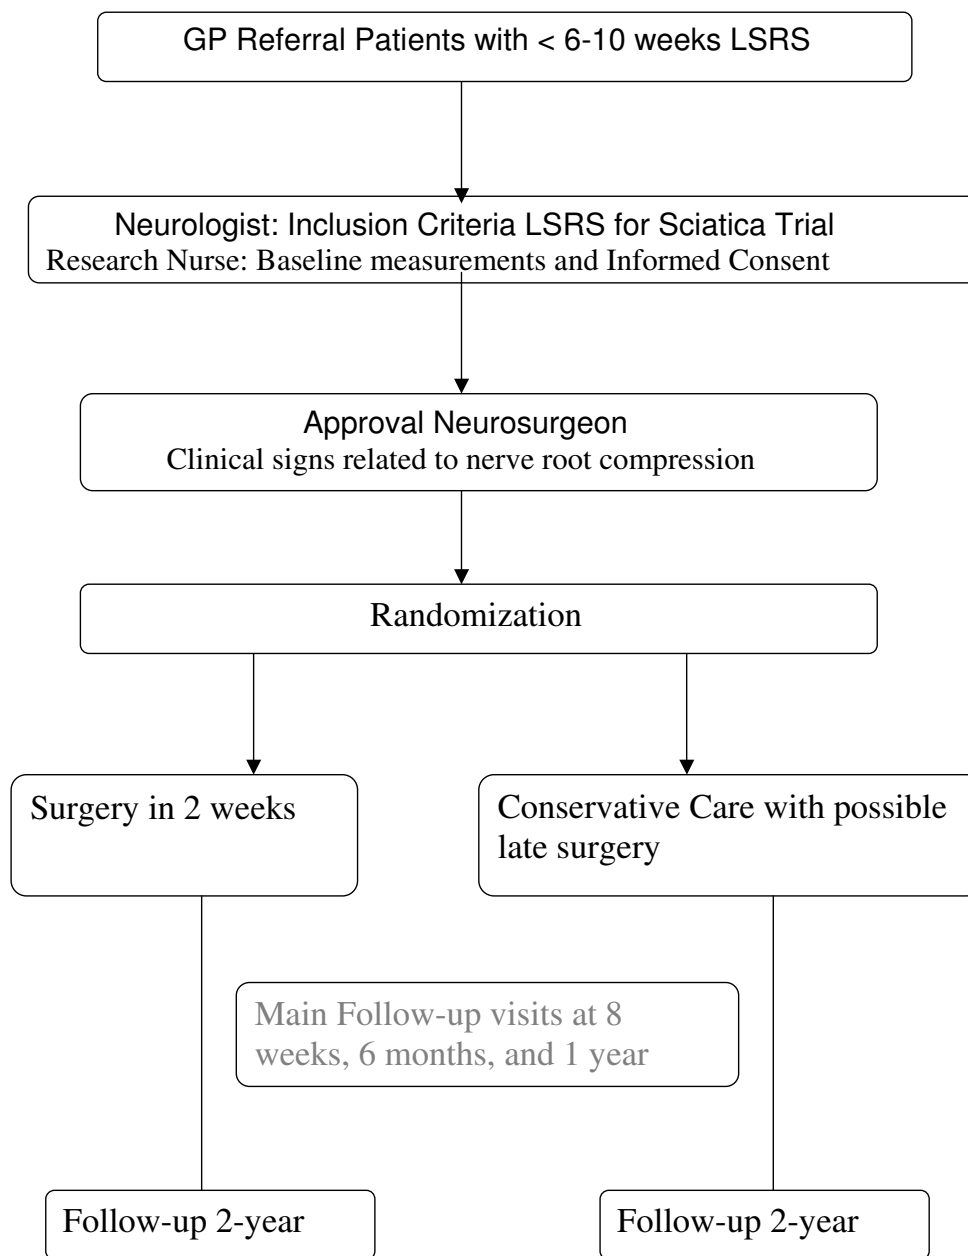 GP Referral Patients with < 6-10 weeks LSRS
Neurologist: Inclusion Criteria LSRS for Sciatica Trial
Research Nurse: Baseline measurements and Informed Consent
Approval Neurosurgeon
Clinical signs related to nerve root compression
Randomization
Surgery in 2 weeks
Conservative Care with possible
late surgery
Main Follow-up visits at 8
weeks, 6 months, and 1 year
Follow-up 2-year
Follow-up 2-year